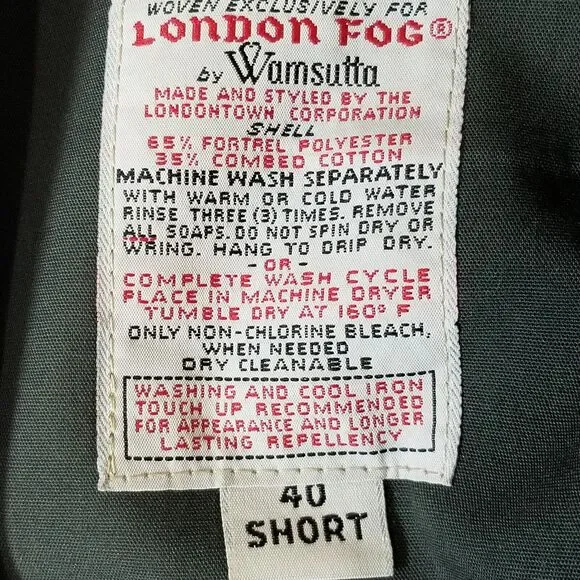 WOVEN EXCLUSIVELY FOR
LONDON FOG®
by Wamsutta
MADE AND STYLED BY THE
LONDONTOWN CORPORATION
SHELL
65% FORTREL POLYESTER
35% COMBED COTTON
MACHINE WASH SEPARATELY
WITH WARM OR COLD WATER
RINSE THREE (3) TIMES. REMOVE
ALL SOAPS. DO NOT SPIN DRY OR
WRING. HANG TO DRIP DRY.
- OR -
COMPLETE WASH CYCLE
PLACE IN MACHINE DRYER
TUMBLE DRY AT 160° F
ONLY NON-CHLORINE BLEACH,
WHEN NEEDED
DRY CLEANABLE
WASHING AND COOL IRON
TOUCH UP RECOMMENDED
FOR APPEARANCE AND LONGER
LASTING REPELLENCY
40
SHORT